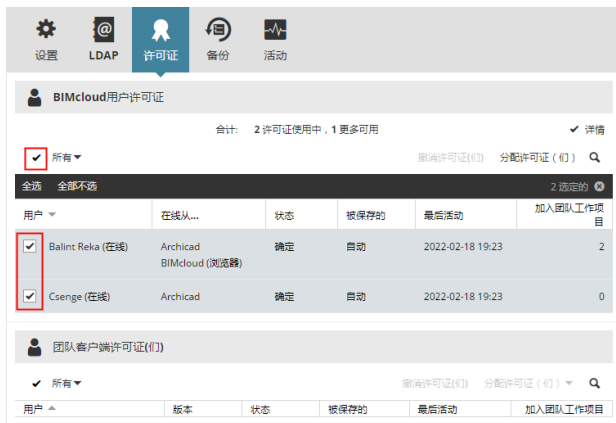 设置 LDAP 许可证 备份 活动
BIMcloud用户许可证
合计: 2 许可证使用中，1 更多可用 详情
所有 撤消许可证(们) 分配许可证（们）
全选 全部不选 2 选定的
用户 在线从... 状态 被保存的 最后活动 加入团队工作项目
Balint Reka (在线) Archicad BIMcloud (浏览器) 确定 自动 2022-02-18 19:23 2
Csenge (在线) Archicad 确定 自动 2022-02-18 19:23 0
团队客户端许可证(们)
所有 撤消许可证(们) 分配许可证（们）
用户 版本 状态 被保存的 最后活动 加入团队工作项目